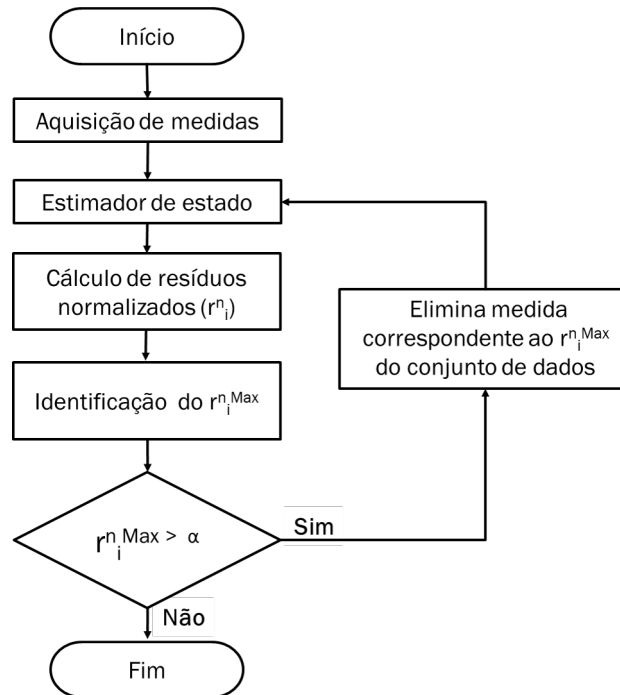 Início
Aquisição de medidas
Estimador de estado
Cálculo de resíduos
normalizados (rⁿᵢ)
Elimina medida
correspondente ao rⁿᵢᴹᵃˣ
do conjunto de dados
Identificação do rⁿᵢᴹᵃˣ
rⁿᵢᴹᵃˣ > α
Sim
Não
Fim